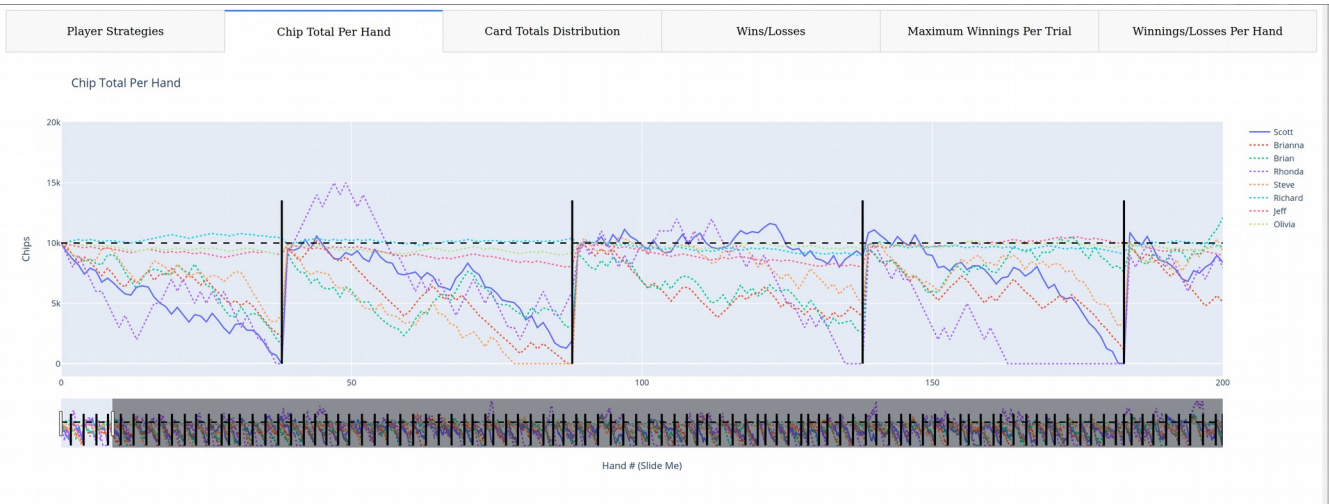 Player Strategies
Chip Total Per Hand
Card Totals Distribution
Wins/Losses
Maximum Winnings Per Trial
Winnings/Losses Per Hand
Chip Total Per Hand
20k
15k
10k
5k
0
Chips
0
50
100
150
200
Scott
Brianna
Brian
Rhonda
Steve
Richard
Jeff
Olivia
Hand # (Slide Me)